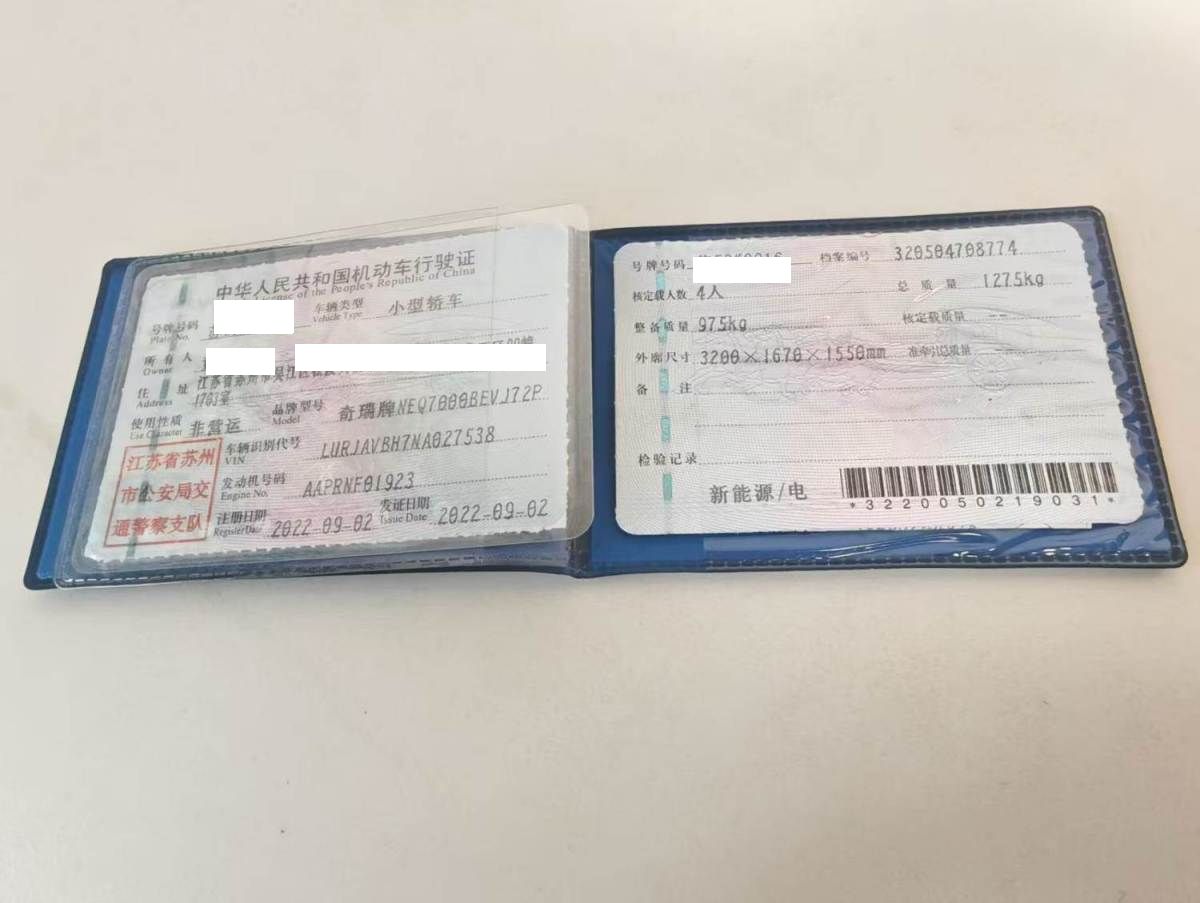 中华人民共和国机动车行驶证
of the People's Republic of China
号牌号码
Plate No.
车辆类型
Vehicle Type
小型轿车
所有人
Owner
住址
Address
江苏省苏州市吴江区
1703室
使用性质
Use Character
非营运
品牌型号
Model
奇瑞牌NEQ7000BEVJ72P
江苏省苏州
市公安局交
通警察支队
车辆识别代号
VIN
LURJAVBH7NA027538
发动机号码
Engine No.
AAPRNF01923
注册日期
Register Date
2022-09-02
发证日期
Issue Date
2022-09-02
号牌号码
档案编号 320504708774
核定载人数 4人
总质量 1275kg
整备质量 975kg
核定载质量 --
外廓尺寸 3200×1670×1550mm
准牵引总质量
备注
检验记录
新能源/电
*3220050219031*